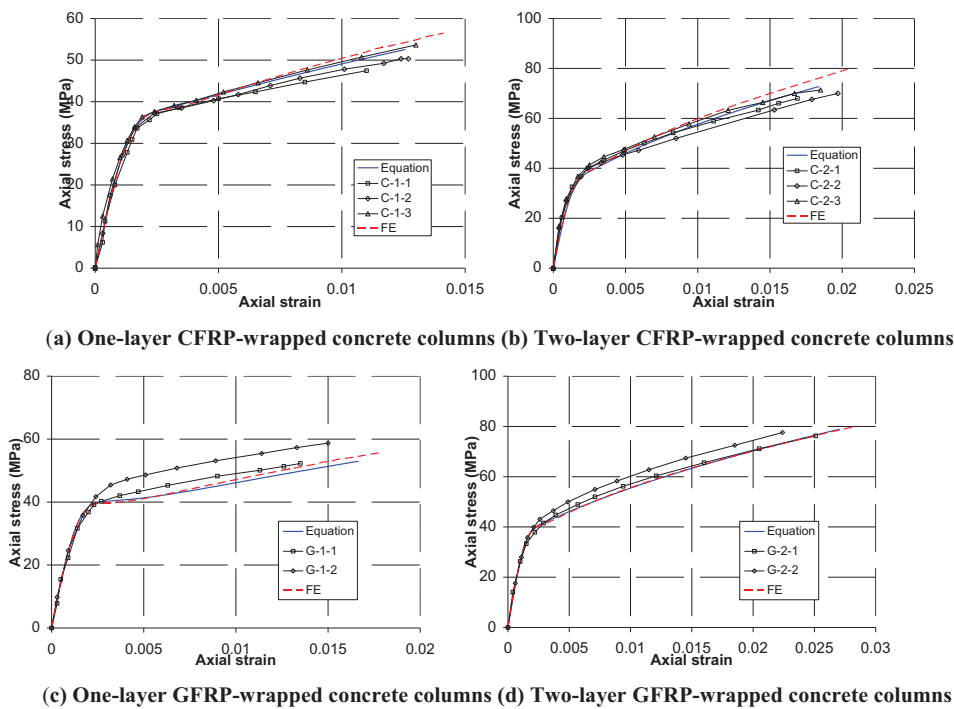 60
50
40
30
20
10
0
Axial stress (MPa)
0
0.005
0.01
0.015
Axial strain
Equation
C-1-1
C-1-2
C-1-3
FE
100
80
60
40
20
0
Axial stress (MPa)
0
0.005
0.01
0.015
0.02
0.025
Axial strain
Equation
C-2-1
C-2-2
C-2-3
FE
(a) One-layer CFRP-wrapped concrete columns (b) Two-layer CFRP-wrapped concrete columns
80
60
40
20
0
Axial stress (MPa)
0
0.005
0.01
0.015
0.02
Axial strain
Equation
G-1-1
G-1-2
FE
100
80
60
40
20
0
Axial stress (MPa)
0
0.005
0.01
0.015
0.02
0.025
0.03
Axial strain
Equation
G-2-1
G-2-2
FE
(c) One-layer GFRP-wrapped concrete columns (d) Two-layer GFRP-wrapped concrete columns